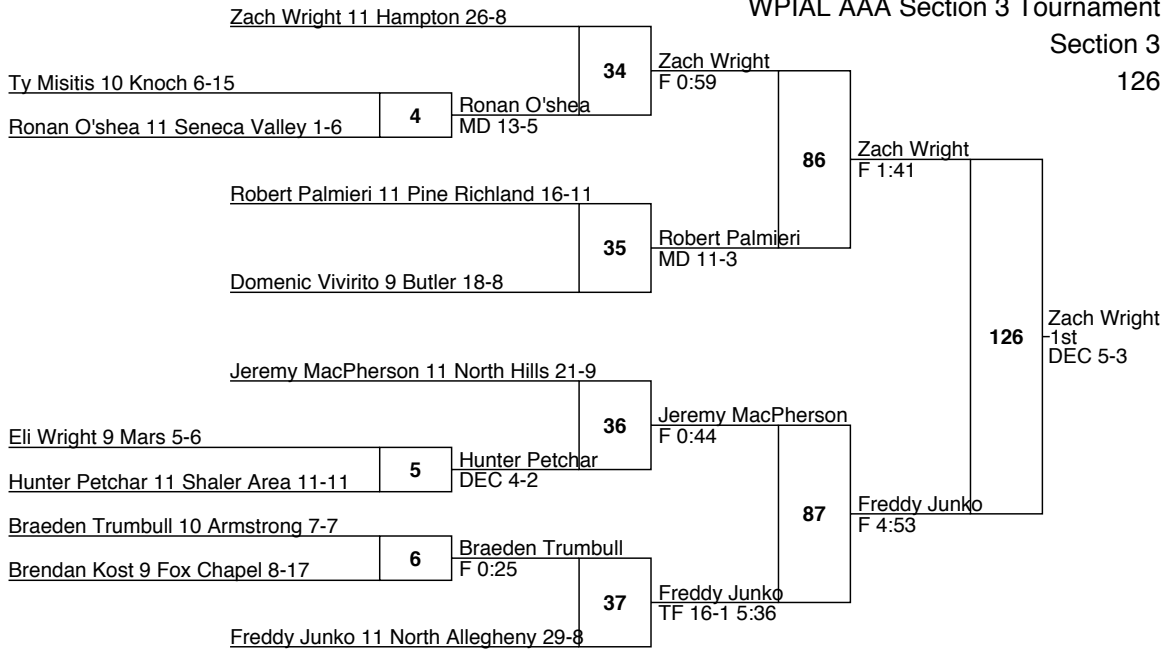 WPIAL AAA Section 3 Tournament
Section 3
126
Zach Wright 11 Hampton 26-8
34
Zach Wright
F 0:59
Ty Misitis 10 Knoch 6-15
4
Ronan O'shea
MD 13-5
Ronan O'shea 11 Seneca Valley 1-6
86
Zach Wright
F 1:41
Robert Palmieri 11 Pine Richland 16-11
35
Robert Palmieri
MD 11-3
Domenic Vivirito 9 Butler 18-8
126
Zach Wright
1st
DEC 5-3
Jeremy MacPherson 11 North Hills 21-9
36
Jeremy MacPherson
F 0:44
Eli Wright 9 Mars 5-6
5
Hunter Petchar
DEC 4-2
Hunter Petchar 11 Shaler Area 11-11
87
Freddy Junko
F 4:53
Braeden Trumbull 10 Armstrong 7-7
6
Braeden Trumbull
F 0:25
Brendan Kost 9 Fox Chapel 8-17
37
Freddy Junko
TF 16-1 5:36
Freddy Junko 11 North Allegheny 29-8